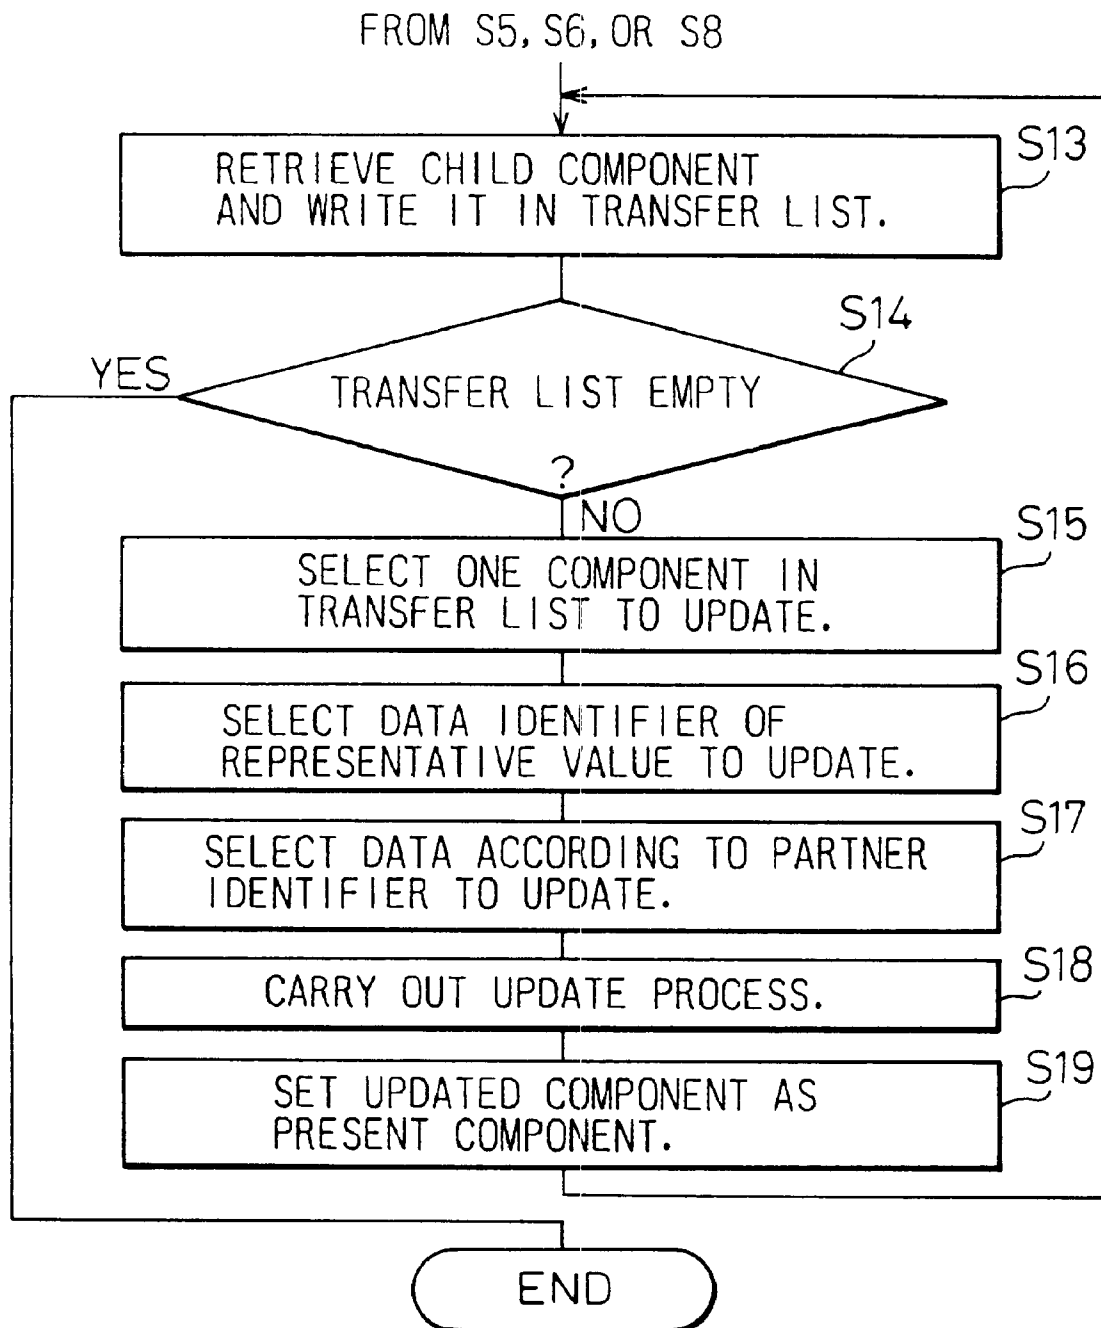 FROM S5, S6, OR S8
S13
RETRIEVE CHILD COMPONENT
AND WRITE IT IN TRANSFER LIST.
S14
YES
TRANSFER LIST EMPTY
?
NO
S15
SELECT ONE COMPONENT IN
TRANSFER LIST TO UPDATE.
S16
SELECT DATA IDENTIFIER OF
REPRESENTATIVE VALUE TO UPDATE.
S17
SELECT DATA ACCORDING TO PARTNER
IDENTIFIER TO UPDATE.
S18
CARRY OUT UPDATE PROCESS.
S19
SET UPDATED COMPONENT AS
PRESENT COMPONENT.
END